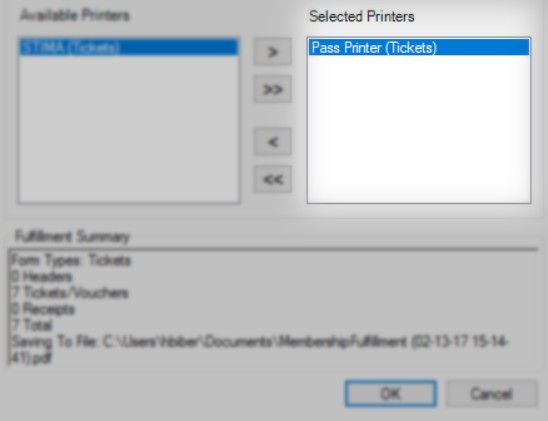 Available Printers
Selected Printers
STIMA (Tickets)
Pass Printer (Tickets)
>
>>
<
<<
Fulfillment Summary
Form Types: Tickets
0 Headers
7 Tickets/Vouchers
0 Receipts
7 Total
Saving To File: C:\Users\hbiber\Documents\MembershipFulfillment (02-13-17 15-14-
41).pdf
OK
Cancel